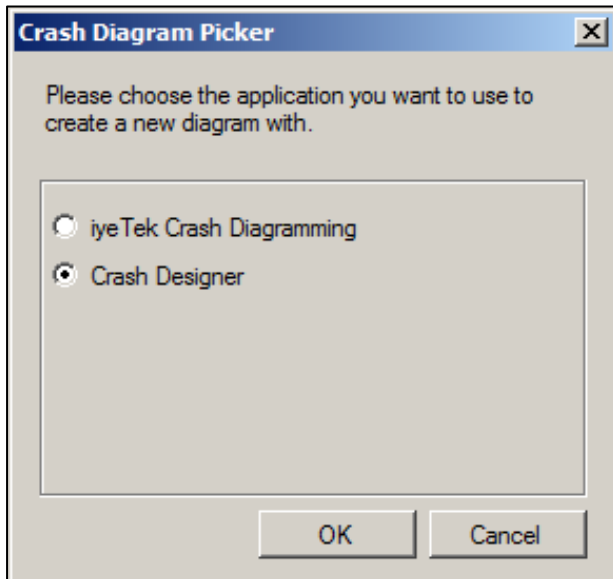 Crash Diagram Picker
Please choose the application you want to use to
create a new diagram with.
iyeTek Crash Diagramming
Crash Designer
OK
Cancel